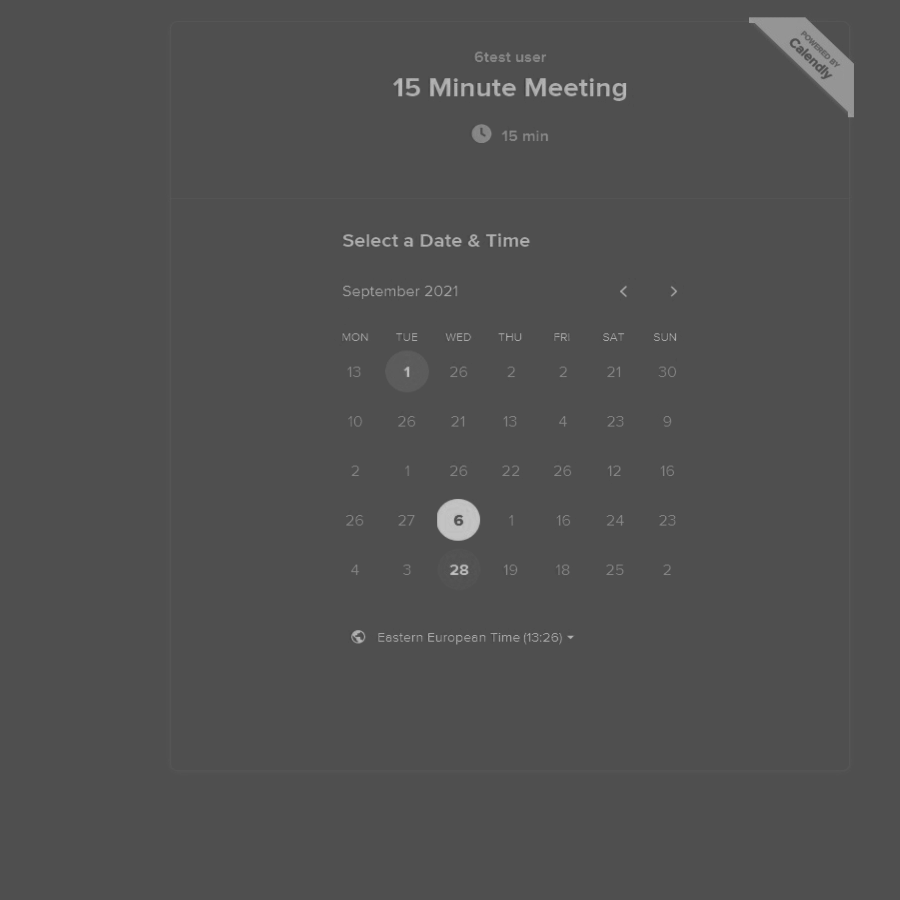 POWERED BY
Calendly
6test user
15 Minute Meeting
15 min
Select a Date & Time
September 2021
MON TUE WED THU FRI SAT SUN
13 1 26 2 2 21 30
10 26 21 13 4 23 9
2 1 26 22 26 12 16
26 27 6 1 16 24 23
4 3 28 19 18 25 2
Eastern European Time (13:26)